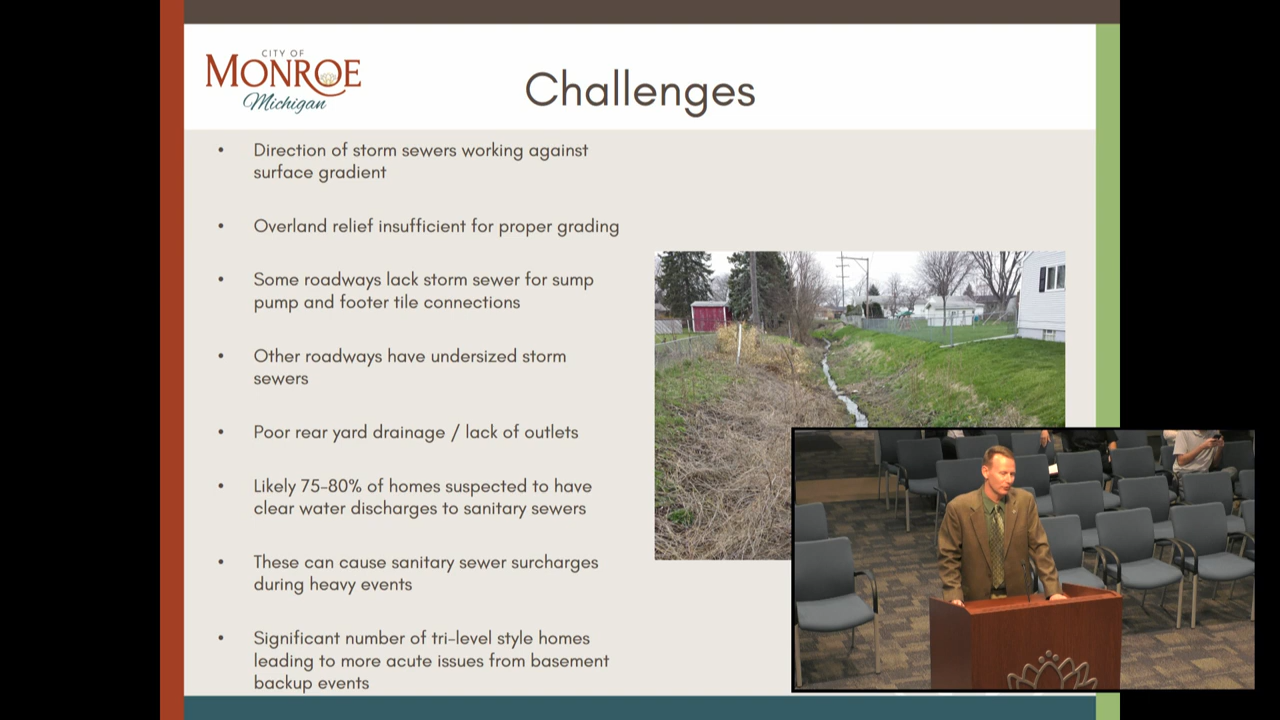 CITY OF
MONROE
Michigan
Challenges
• Direction of storm sewers working against
surface gradient
• Overland relief insufficient for proper grading
• Some roadways lack storm sewer for sump
pump and footer tile connections
• Other roadways have undersized storm
sewers
• Poor rear yard drainage / lack of outlets
• Likely 75-80% of homes suspected to have
clear water discharges to sanitary sewers
• These can cause sanitary sewer surcharges
during heavy events
• Significant number of tri-level style homes
leading to more acute issues from basement
backup events